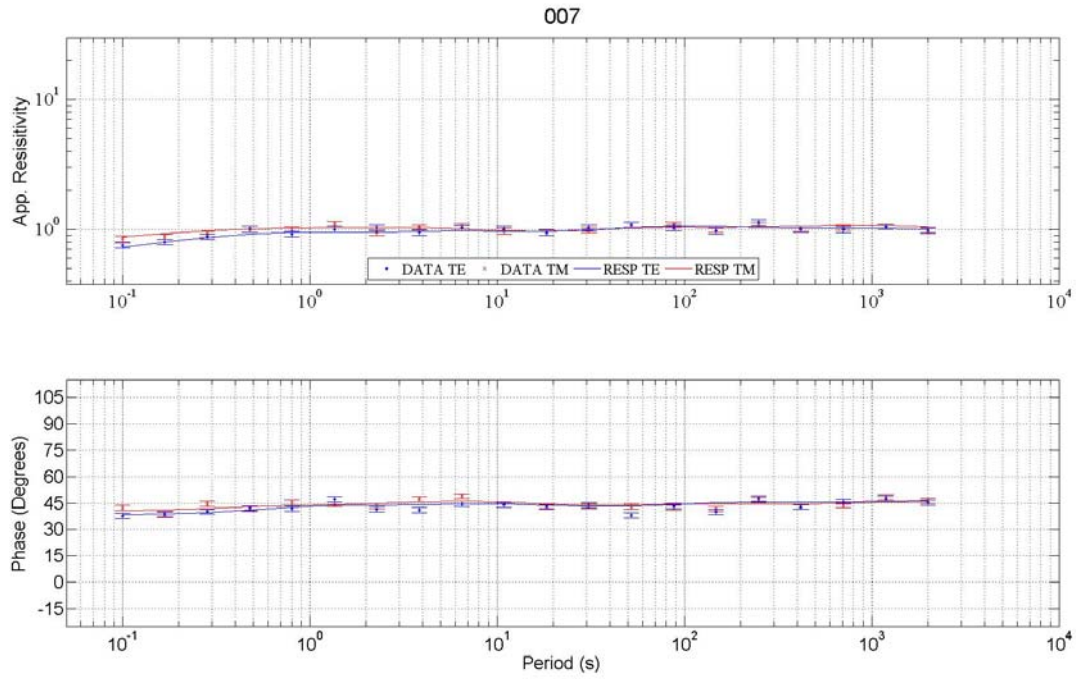 007
App. Resisitivity
10^1
10^0
DATA TE DATA TM RESP TE RESP TM
10^-1 10^0 10^1 10^2 10^3 10^4
Phase (Degrees)
105
90
75
60
45
30
15
0
-15
10^-1 10^0 10^1 10^2 10^3 10^4
Period (s)